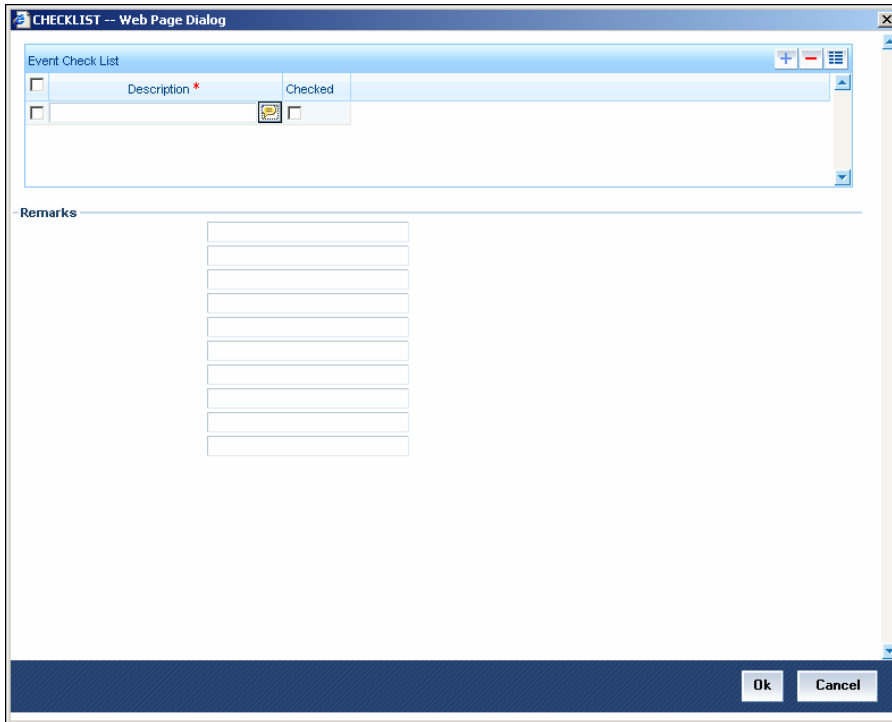 CHECKLIST -- Web Page Dialog
Event Check List
Description * Checked
Remarks
Ok Cancel